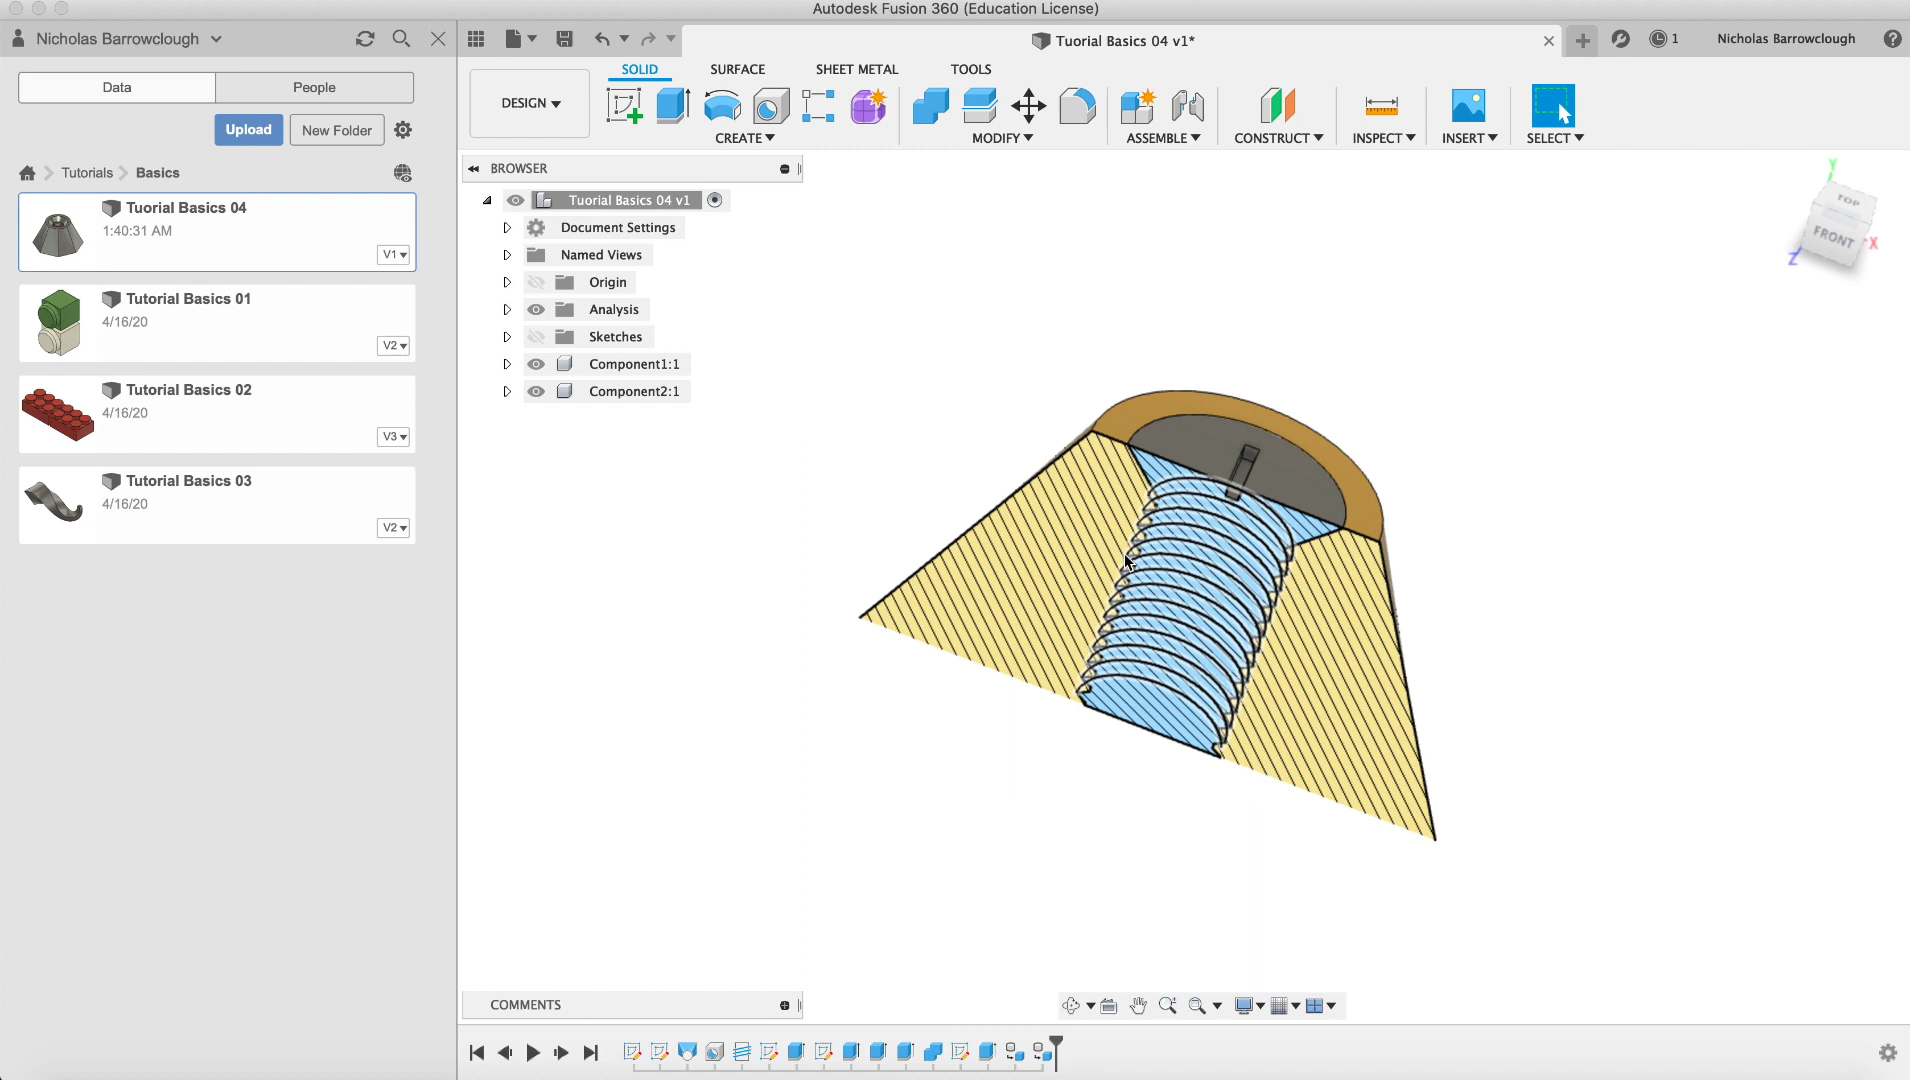 Autodesk Fusion 360 (Education License)
Nicholas Barrowclough
Tuorial Basics 04 v1*
1
Nicholas Barrowclough
Data
People
Upload
New Folder
Tutorials
Basics
Tuorial Basics 04
1:40:31 AM
V1
Tutorial Basics 01
4/16/20
V2
Tutorial Basics 02
4/16/20
V3
Tutorial Basics 03
4/16/20
V2
DESIGN
SOLID
SURFACE
SHEET METAL
TOOLS
CREATE
MODIFY
ASSEMBLE
CONSTRUCT
INSPECT
INSERT
SELECT
BROWSER
Tuorial Basics 04 v1
Document Settings
Named Views
Origin
Analysis
Sketches
Component1:1
Component2:1
Y
TOP
FRONT
X
Z
COMMENTS